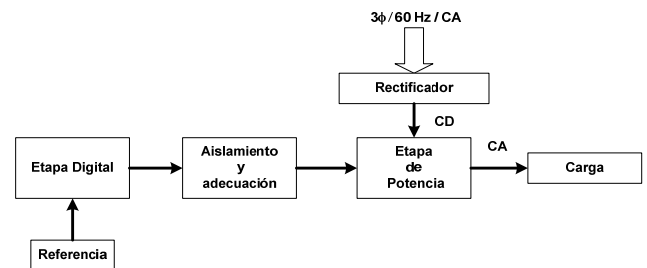 3ϕ / 60 Hz / CA
Rectificador
CD
Etapa Digital
Aislamiento
y
adecuación
Etapa
de
Potencia
CA
Carga
Referencia